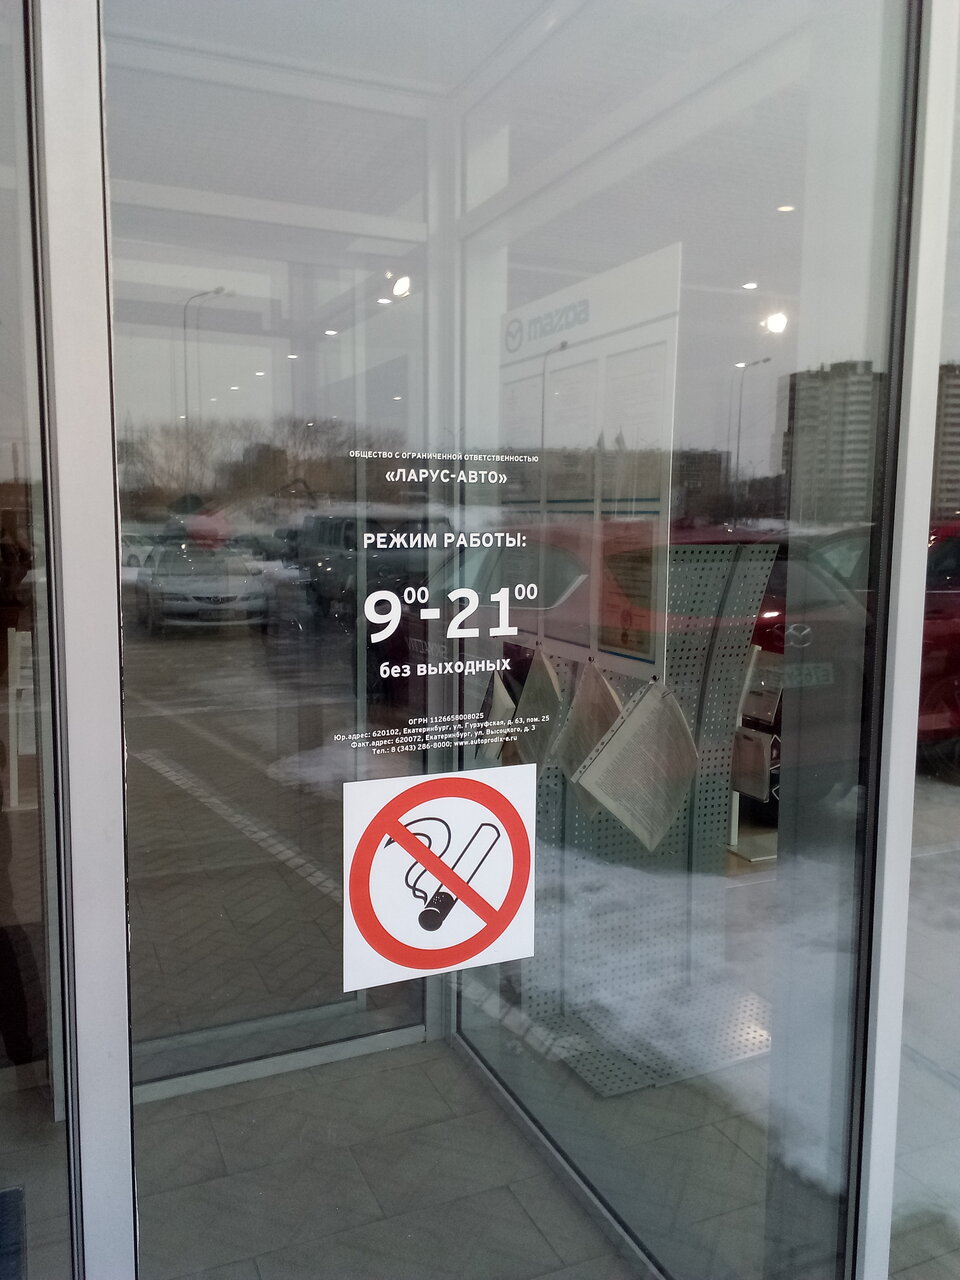 mazda
ОБЩЕСТВО С ОГРАНИЧЕННОЙ ОТВЕТСТВЕННОСТЬЮ
«ЛАРУС-АВТО»
РЕЖИМ РАБОТЫ:
9⁰⁰-21⁰⁰
без выходных
ОГРН 1126658008025
Юр.адрес: 620102, Екатеринбург, ул. Гурзуфская, д. 63, пом. 25
Факт.адрес: 620072, Екатеринбург, ул. Высоцкого, д. 3
Тел.: 8 (343) 286-8000; www.autoprodix-e.ru